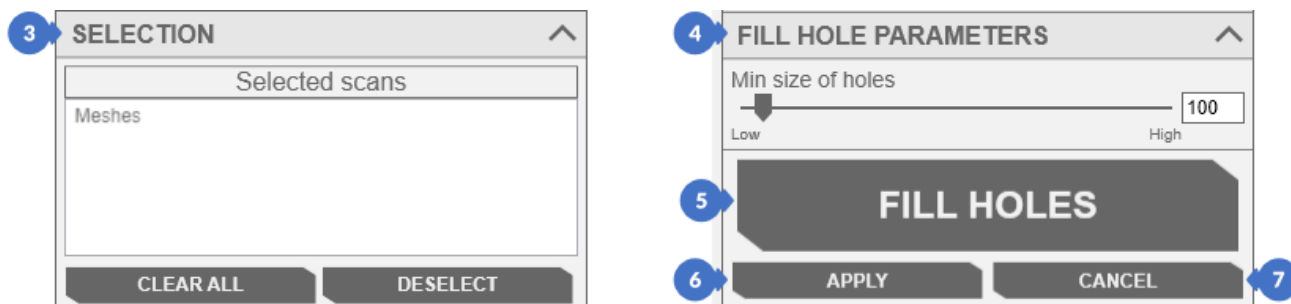 3 SELECTION
Selected scans
Meshes
CLEAR ALL DESELECT
4 FILL HOLE PARAMETERS
Min size of holes
100
Low High
5 FILL HOLES
6 APPLY CANCEL 7